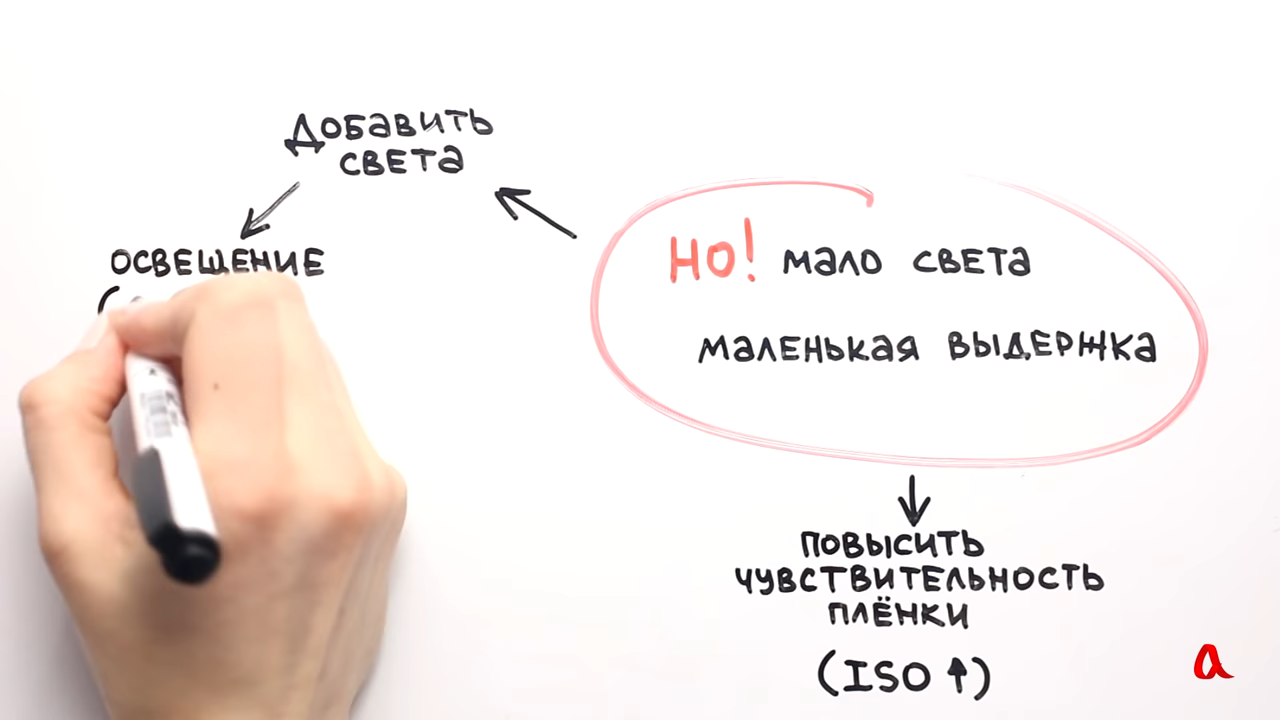 ДОБАВИТЬ
СВЕТА
ОСВЕЩЕНИЕ
(
НО! МАЛО СВЕТА
МАЛЕНЬКАЯ ВЫДЕРЖКА
ПОВЫСИТЬ
ЧУВСТВИТЕЛЬНОСТЬ
ПЛЁНКИ
(ISO ↑)
a